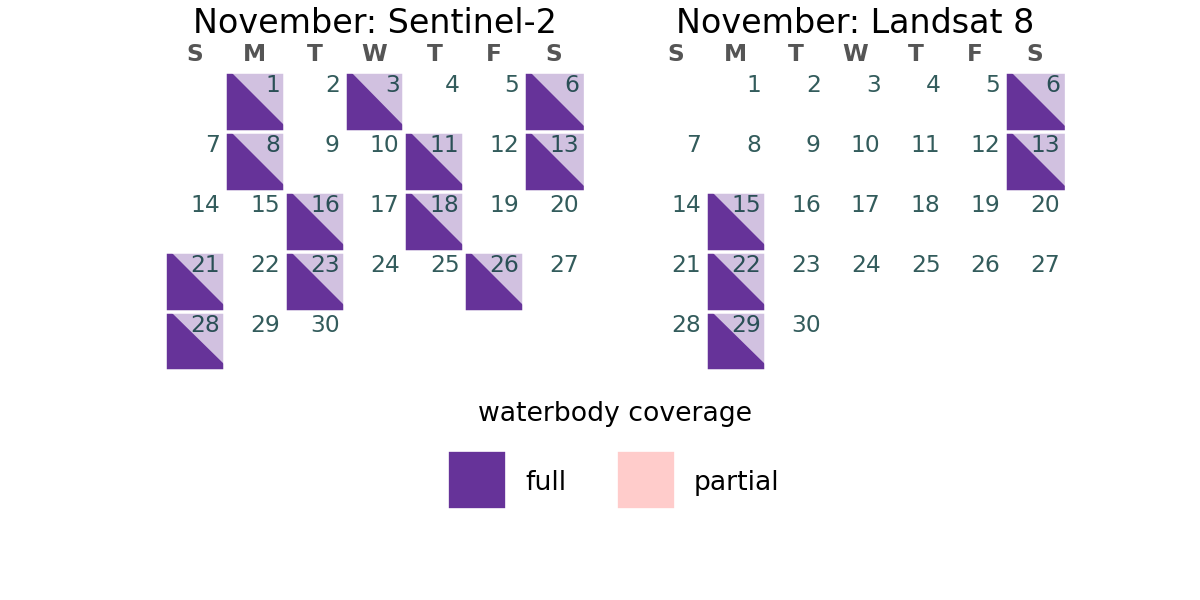 November: Sentinel-2
S M T W T F S
1 2 3 4 5 6
7 8 9 10 11 12 13
14 15 16 17 18 19 20
21 22 23 24 25 26 27
28 29 30
November: Landsat 8
S M T W T F S
1 2 3 4 5 6
7 8 9 10 11 12 13
14 15 16 17 18 19 20
21 22 23 24 25 26 27
28 29 30
waterbody coverage
full partial